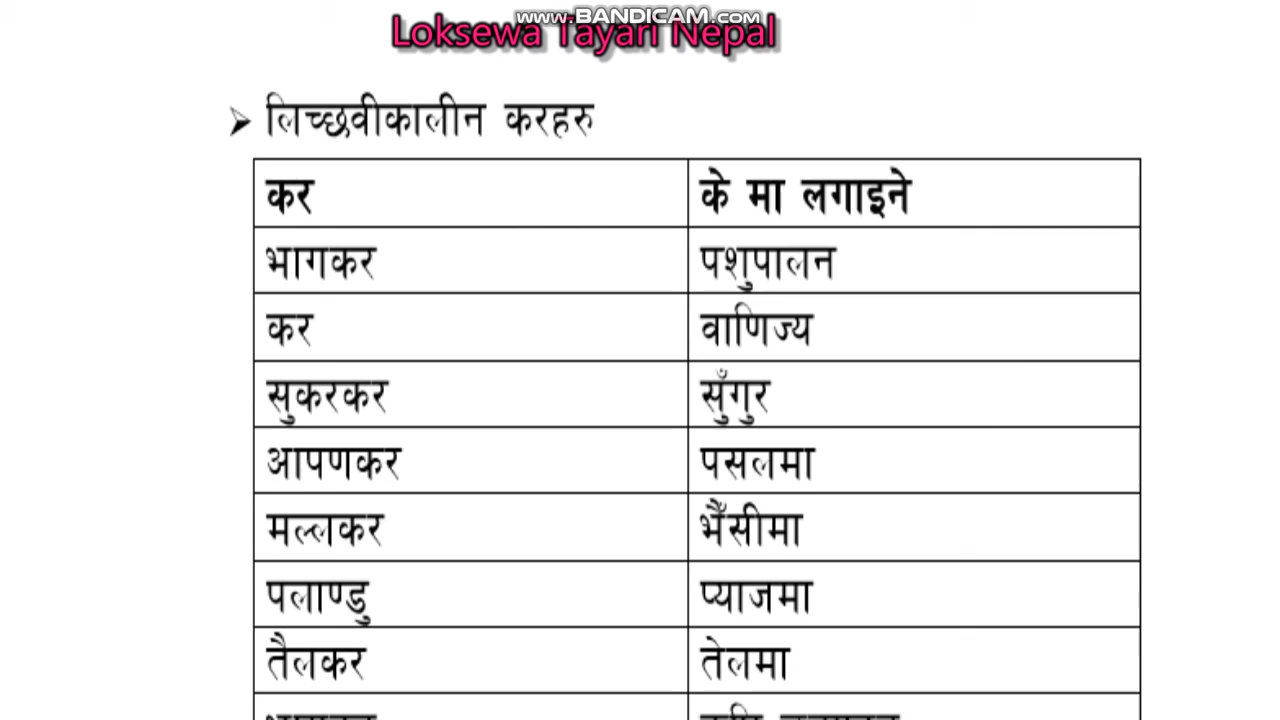 www.BANDICAM.com
Loksewa Tayari Nepal
➤ लिच्छवीकालीन करहरु
कर के मा लगाइने
भागकर पशुपालन
कर वाणिज्य
सुकरकर सुँगुर
आपणकर पसलमा
मल्लकर भैँसीमा
पलाण्डु प्याजमा
तैलकर तेलमा